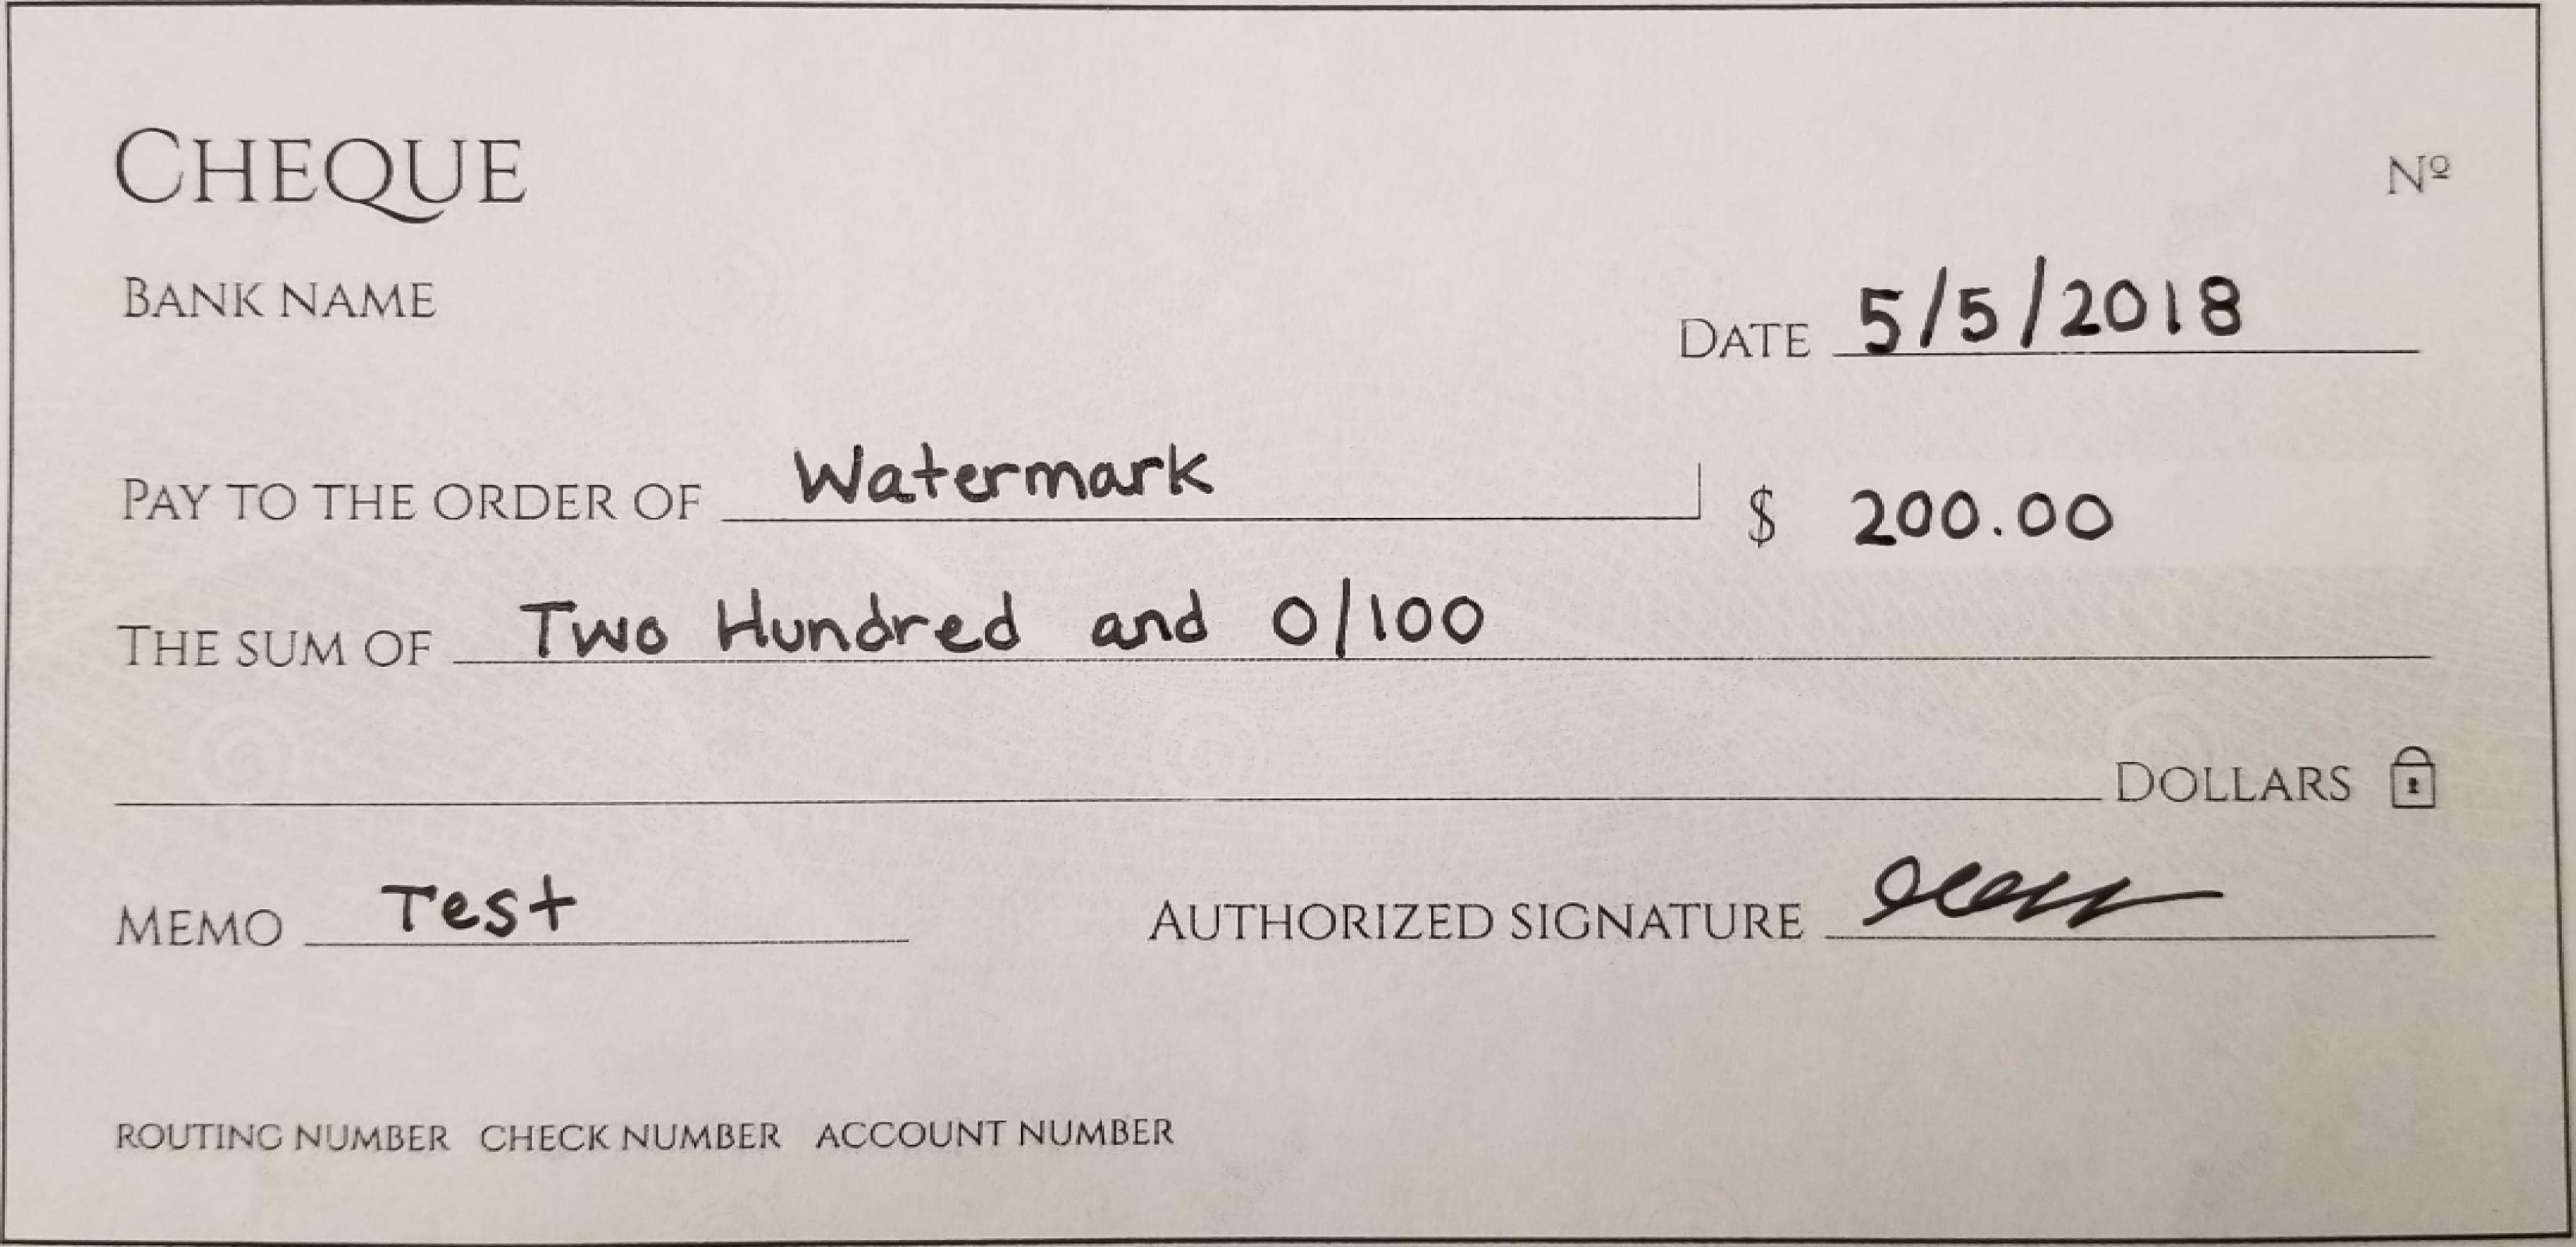 CHEQUE
Nº
BANK NAME
DATE 5/5/2018
PAY TO THE ORDER OF Watermark $ 200.00
THE SUM OF Two Hundred and 0/100
DOLLARS
MEMO Test AUTHORIZED SIGNATURE
ROUTING NUMBER CHECK NUMBER ACCOUNT NUMBER